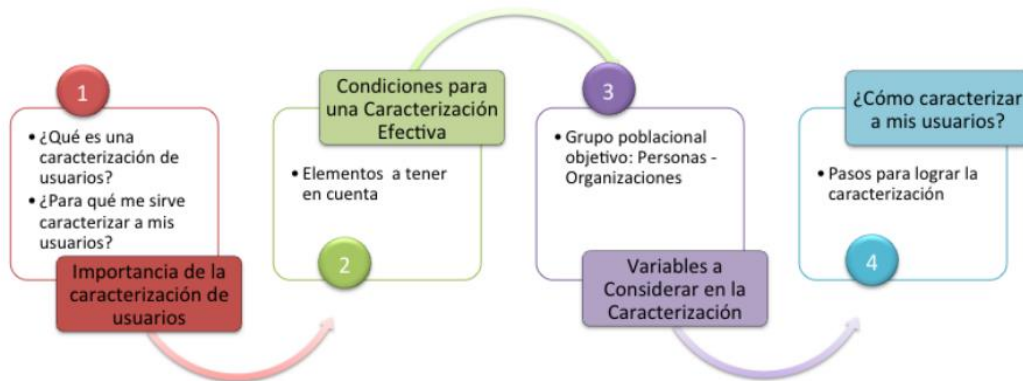 1
• ¿Qué es una
caracterización de
usuarios?
• ¿Para qué me sirve
caracterizar a mis
usuarios?
Importancia de la
caracterización de
usuarios
Condiciones para
una Caracterización
Efectiva
• Elementos a tener
en cuenta
2
3
• Grupo poblacional
objetivo: Personas -
Organizaciones
Variables a
Considerar en la
Caracterización
¿Cómo caracterizar
a mis usuarios?
• Pasos para lograr la
caracterización
4